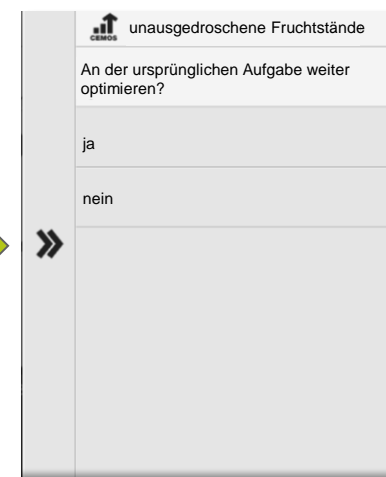 CEMOS
unausgedroschene Fruchtstände
An der ursprünglichen Aufgabe weiter
optimieren?
ja
nein